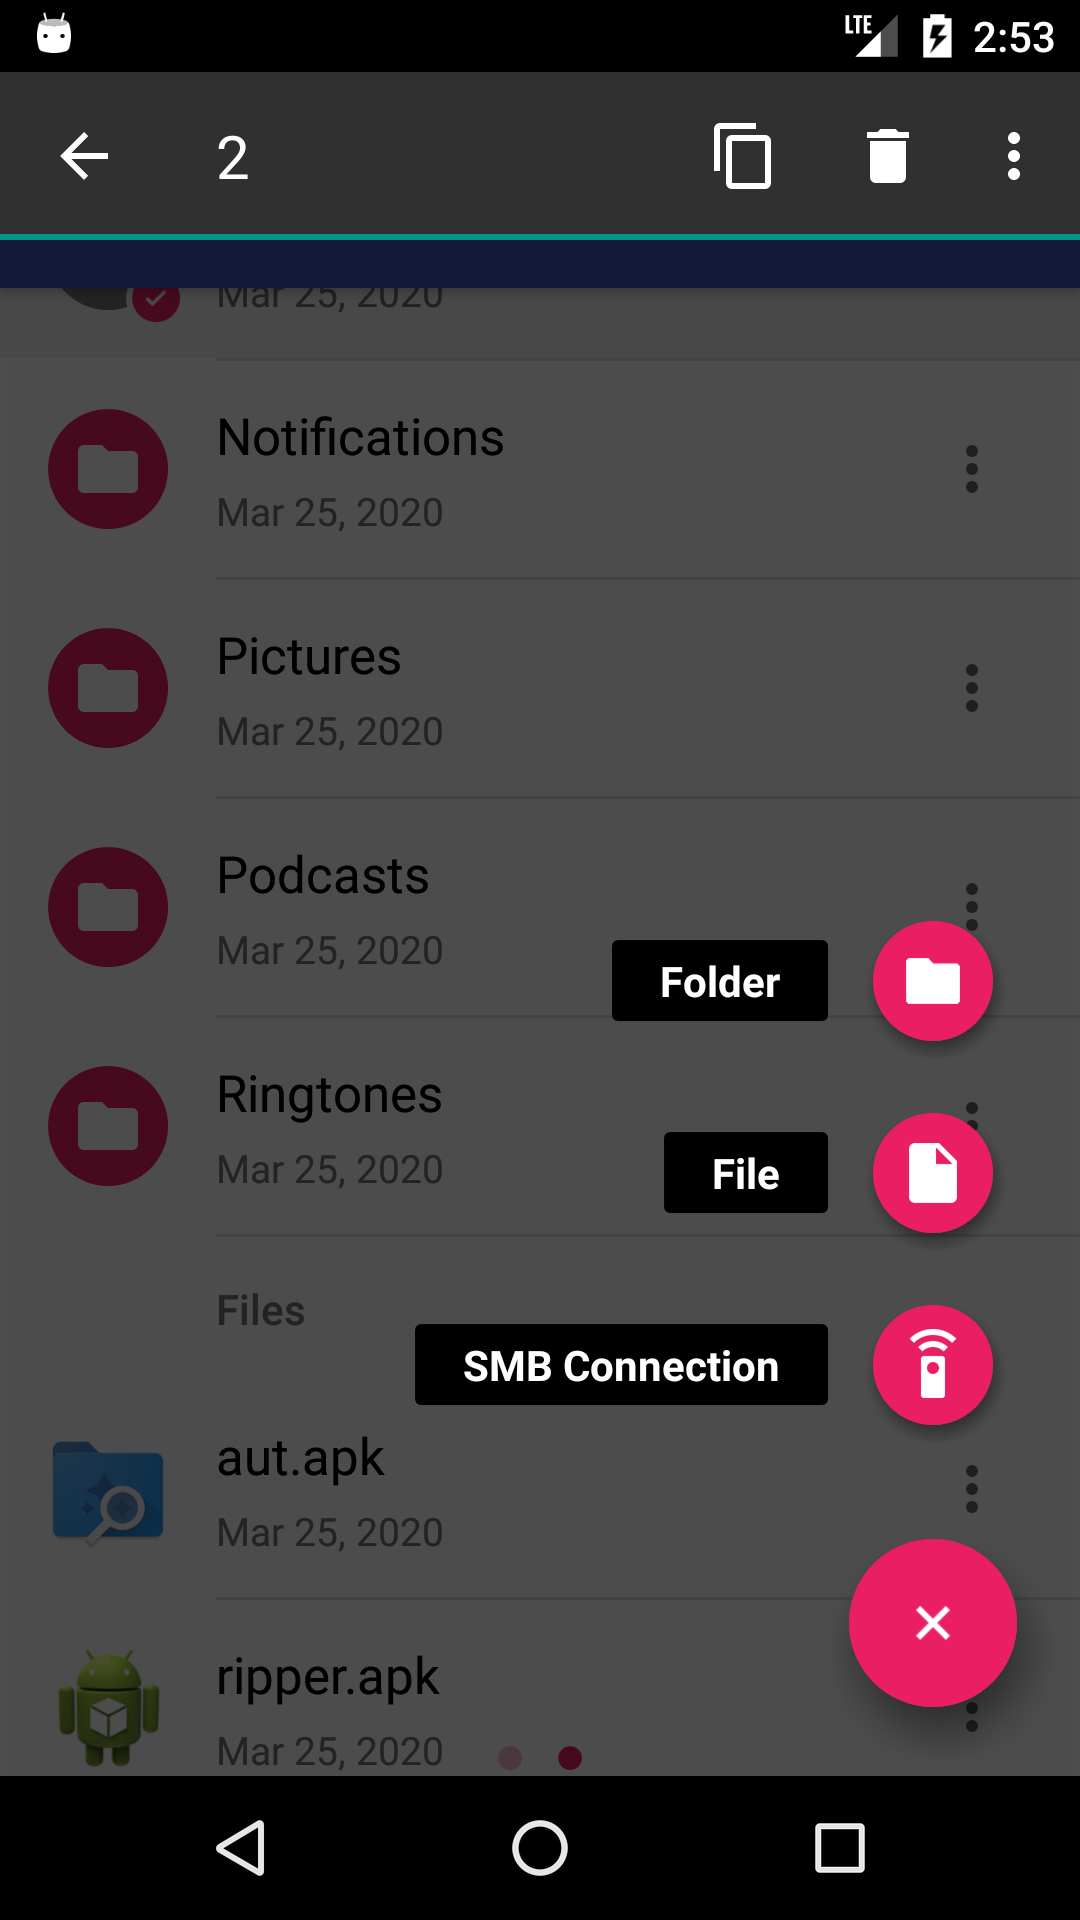 LTE 2:53
2
Mar 25, 2020
Notifications
Mar 25, 2020
Pictures
Mar 25, 2020
Podcasts
Mar 25, 2020
Folder
Ringtones
Mar 25, 2020
File
Files
SMB Connection
aut.apk
Mar 25, 2020
ripper.apk
Mar 25, 2020